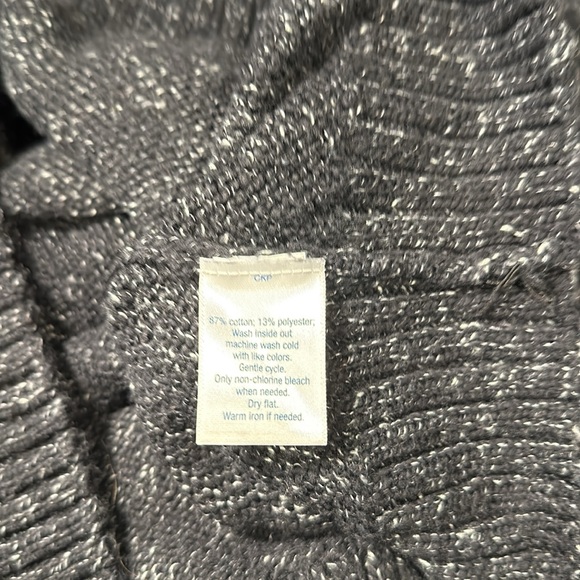 CKP
87% cotton; 13% polyester;
Wash inside out
machine wash cold
with like colors.
Gentle cycle.
Only non-chlorine bleach
when needed.
Dry flat.
Warm iron if needed.